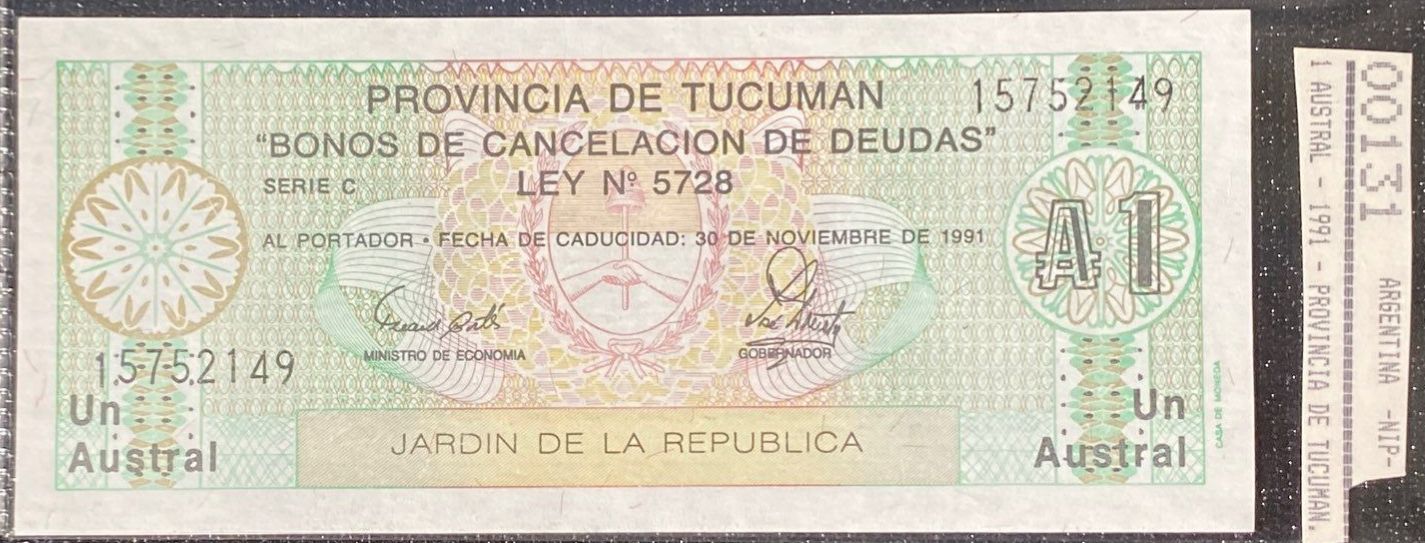 PROVINCIA DE TUCUMAN
15752149
"BONOS DE CANCELACION DE DEUDAS"
SERIE C
LEY Nº 5728
AL PORTADOR • FECHA DE CADUCIDAD: 30 DE NOVIEMBRE DE 1991
₳1
MINISTRO DE ECONOMIA
GOBERNADOR
15752149
Un
Austral
JARDIN DE LA REPUBLICA
Un
Austral
CASA DE MONEDA
00131 ARGENTINA -NIP-
1 AUSTRAL - 1991 - PROVINCIA DE TUCUMAN.